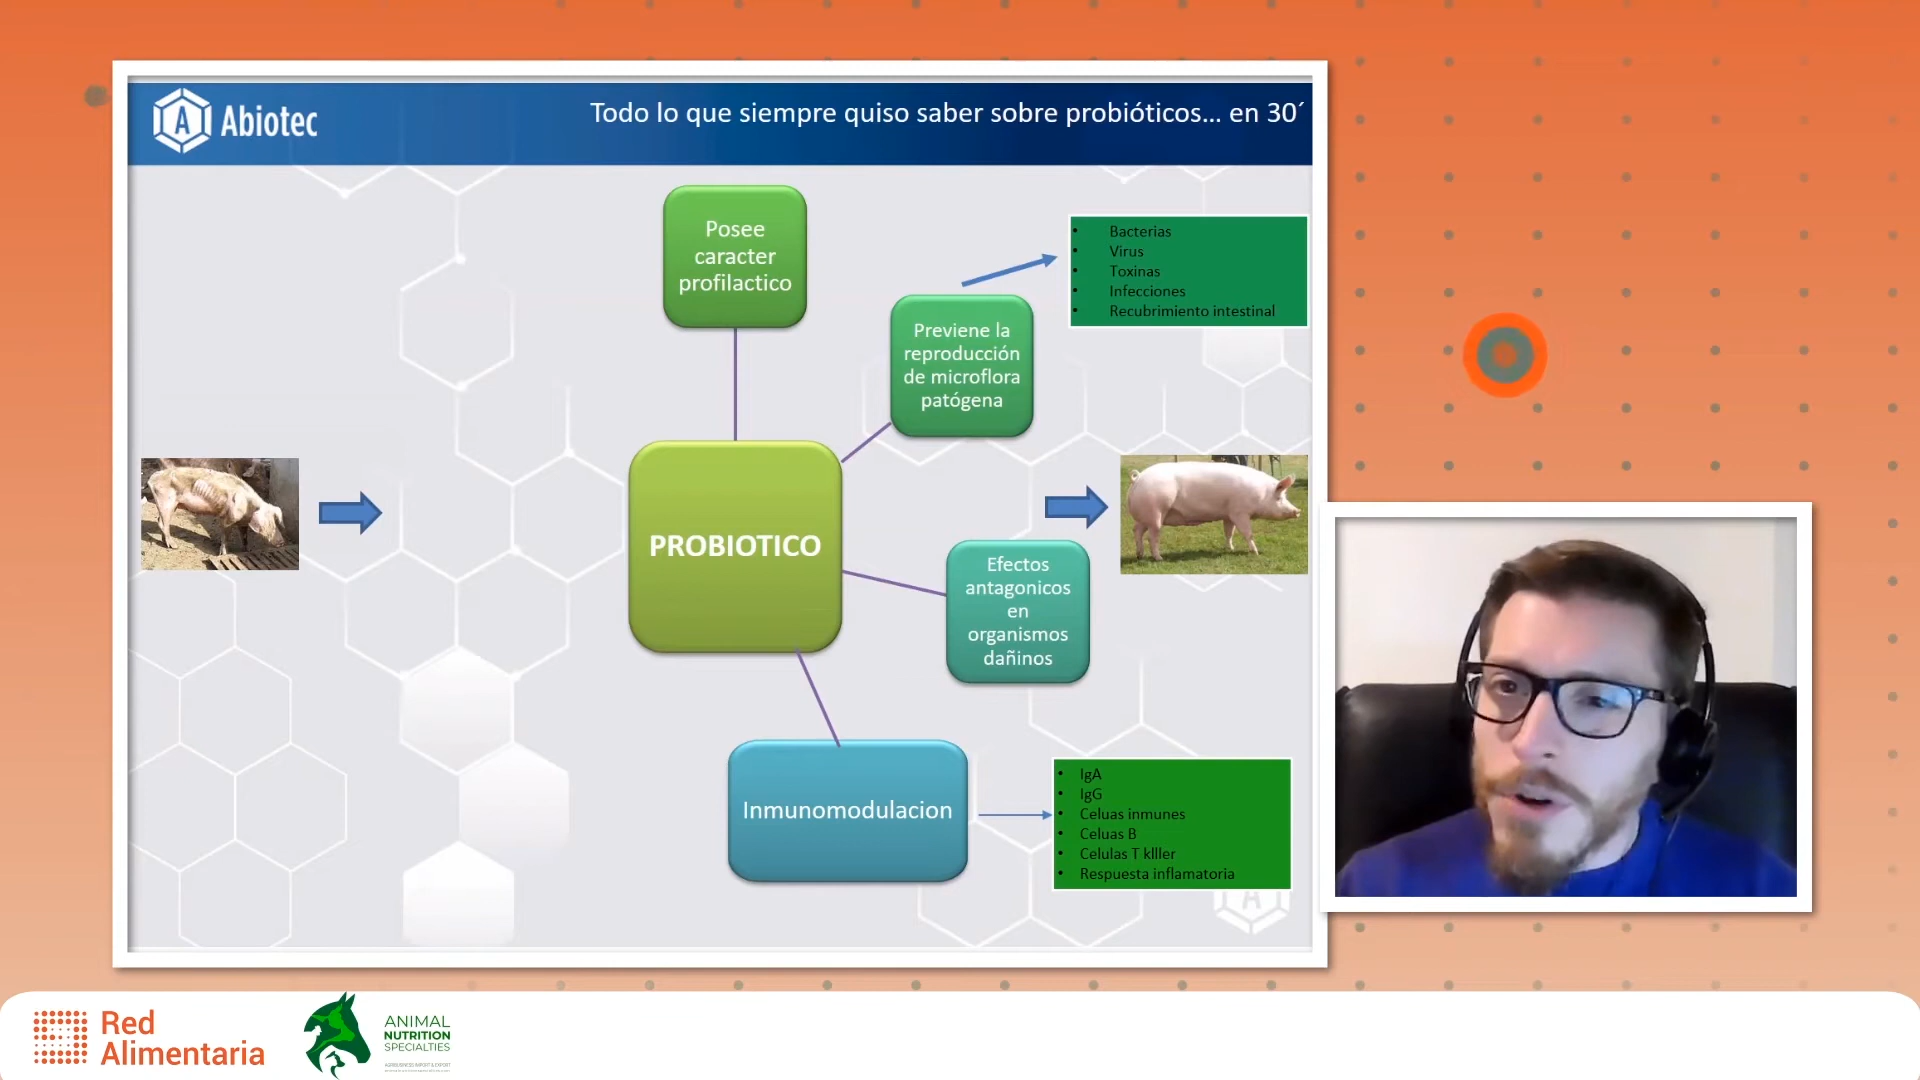 Abiotec
Todo lo que siempre quiso saber sobre probióticos... en 30´
Posee
caracter
profilactico
Bacterias
Virus
Toxinas
Infecciones
Recubrimiento intestinal
Previene la
reproducción
de microflora
patógena
PROBIOTICO
Efectos
antagonicos
en
organismos
dañinos
Inmunomodulacion
IgA
IgG
Celuas inmunes
Celuas B
Celulas T klller
Respuesta inflamatoria
Red
Alimentaria
ANIMAL
NUTRITION
SPECIALTIES